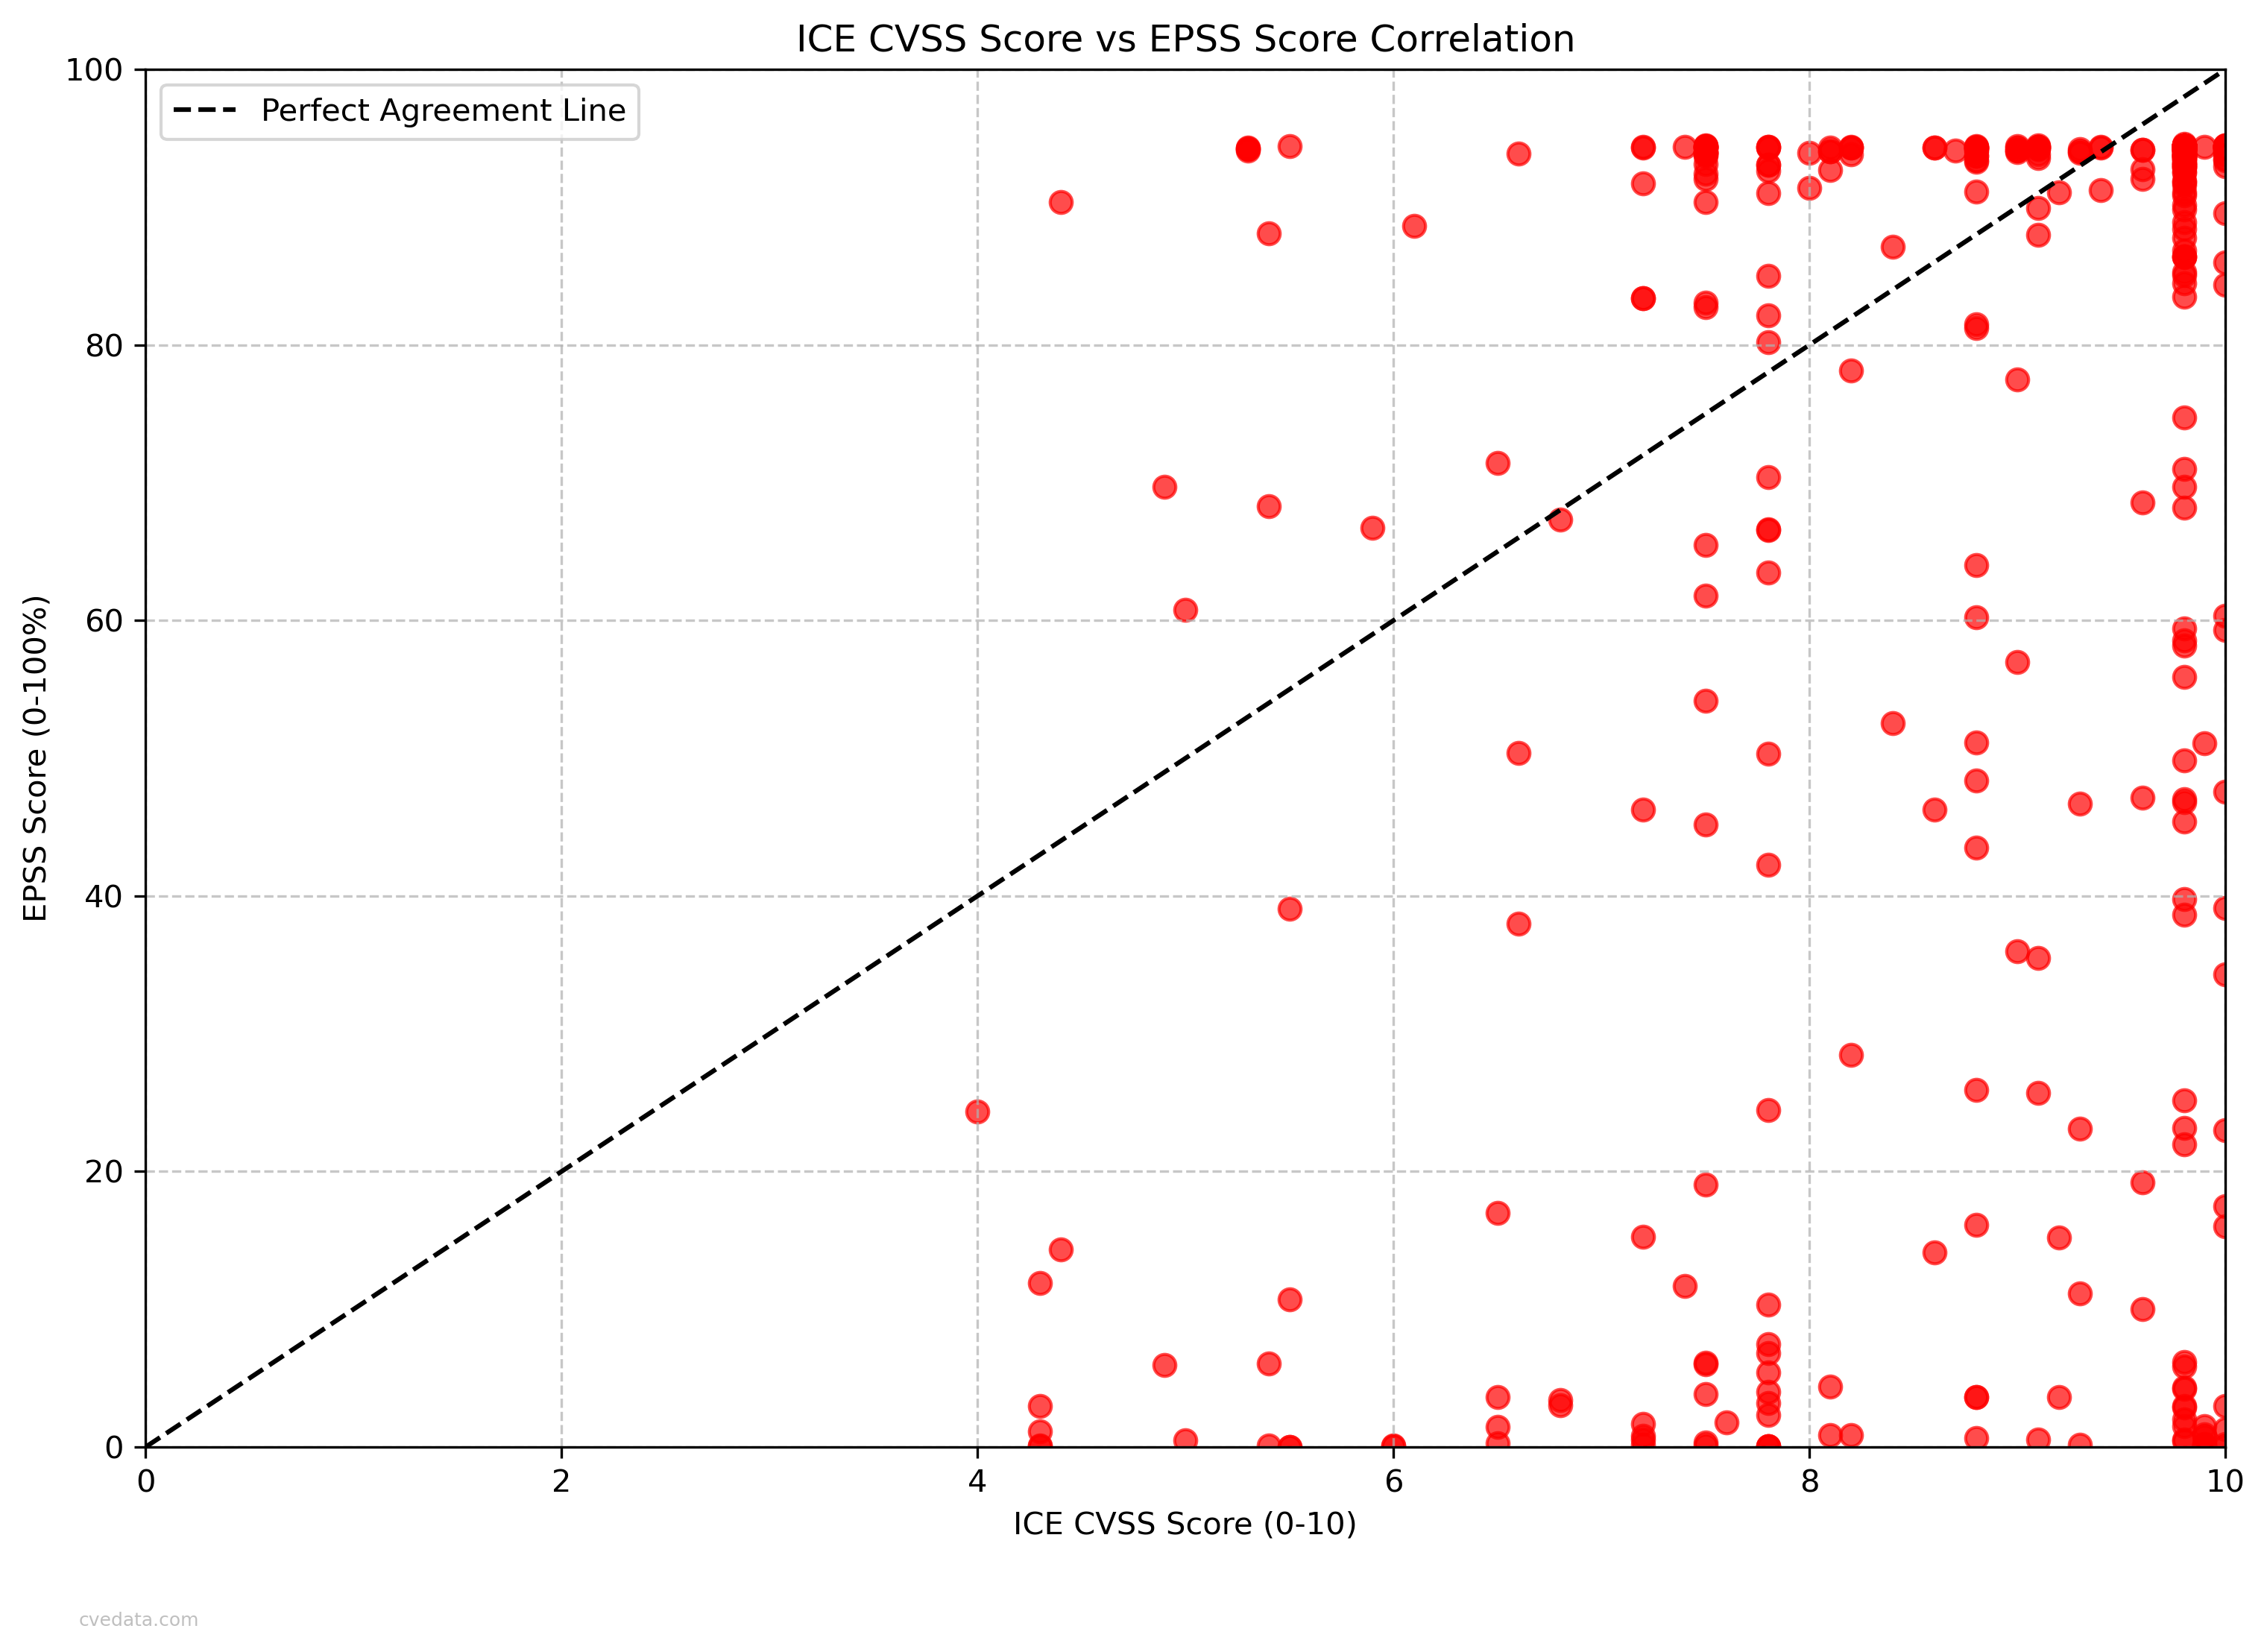 ICE CVSS Score vs EPSS Score Correlation
Perfect Agreement Line
EPSS Score (0-100%)
100
80
60
40
20
0
0 2 4 6 8 10
ICE CVSS Score (0-10)
cvedata.com